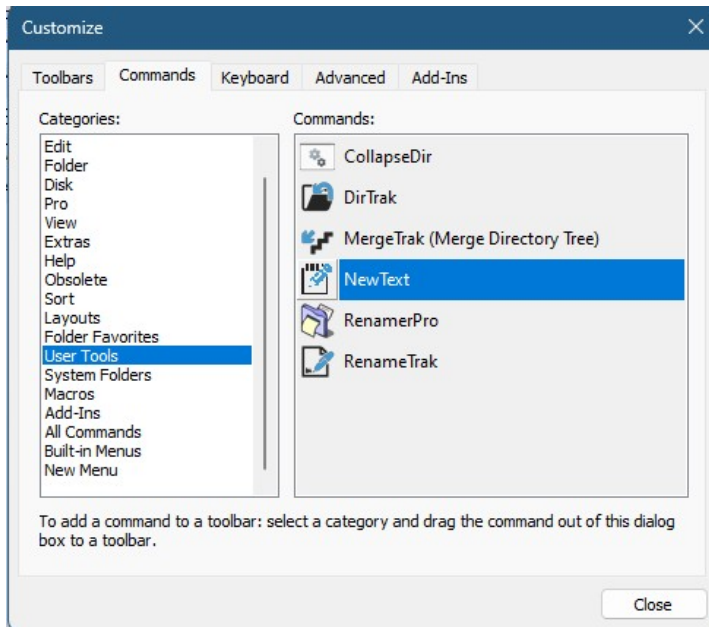 Customize
Toolbars Commands Keyboard Advanced Add-Ins
Categories:
Edit
Folder
Disk
Pro
View
Extras
Help
Obsolete
Sort
Layouts
Folder Favorites
User Tools
System Folders
Macros
Add-Ins
All Commands
Built-in Menus
New Menu
Commands:
CollapseDir
DirTrak
MergeTrak (Merge Directory Tree)
NewText
RenamerPro
RenameTrak
To add a command to a toolbar: select a category and drag the command out of this dialog
box to a toolbar.
Close